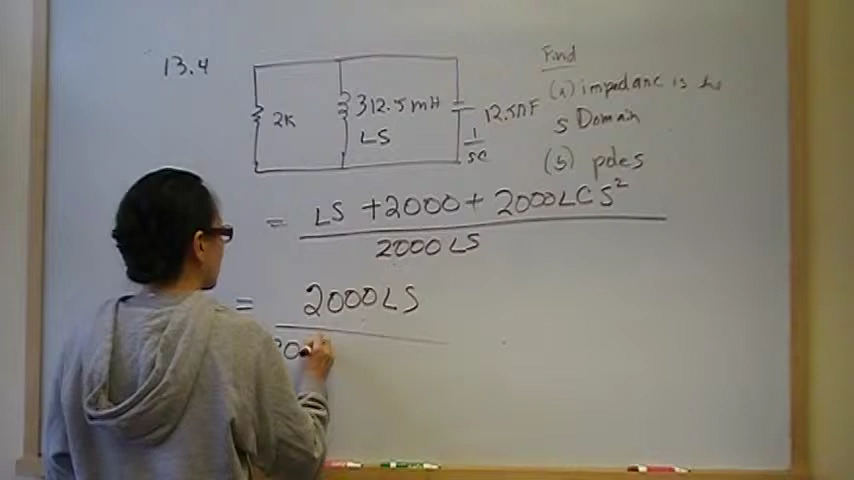 13.4
Find
(a) impedanc is the
s Domain
(b) poles
2K
312.5mH
LS
12.5nF
1
SC
= LS + 2000 + 2000LCS²
2000LS
= 2000LS